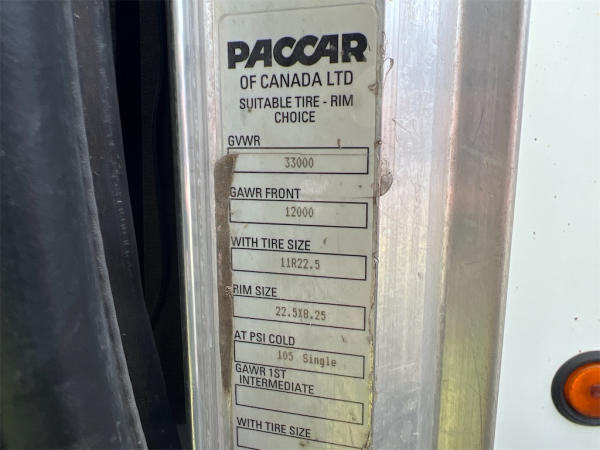 PACCAR
OF CANADA LTD
SUITABLE TIRE - RIM
CHOICE
GVWR
33000
GAWR FRONT
12000
WITH TIRE SIZE
11R22.5
RIM SIZE
22.5X8.25
AT PSI COLD
105 Single
GAWR 1ST
INTERMEDIATE
WITH TIRE SIZE